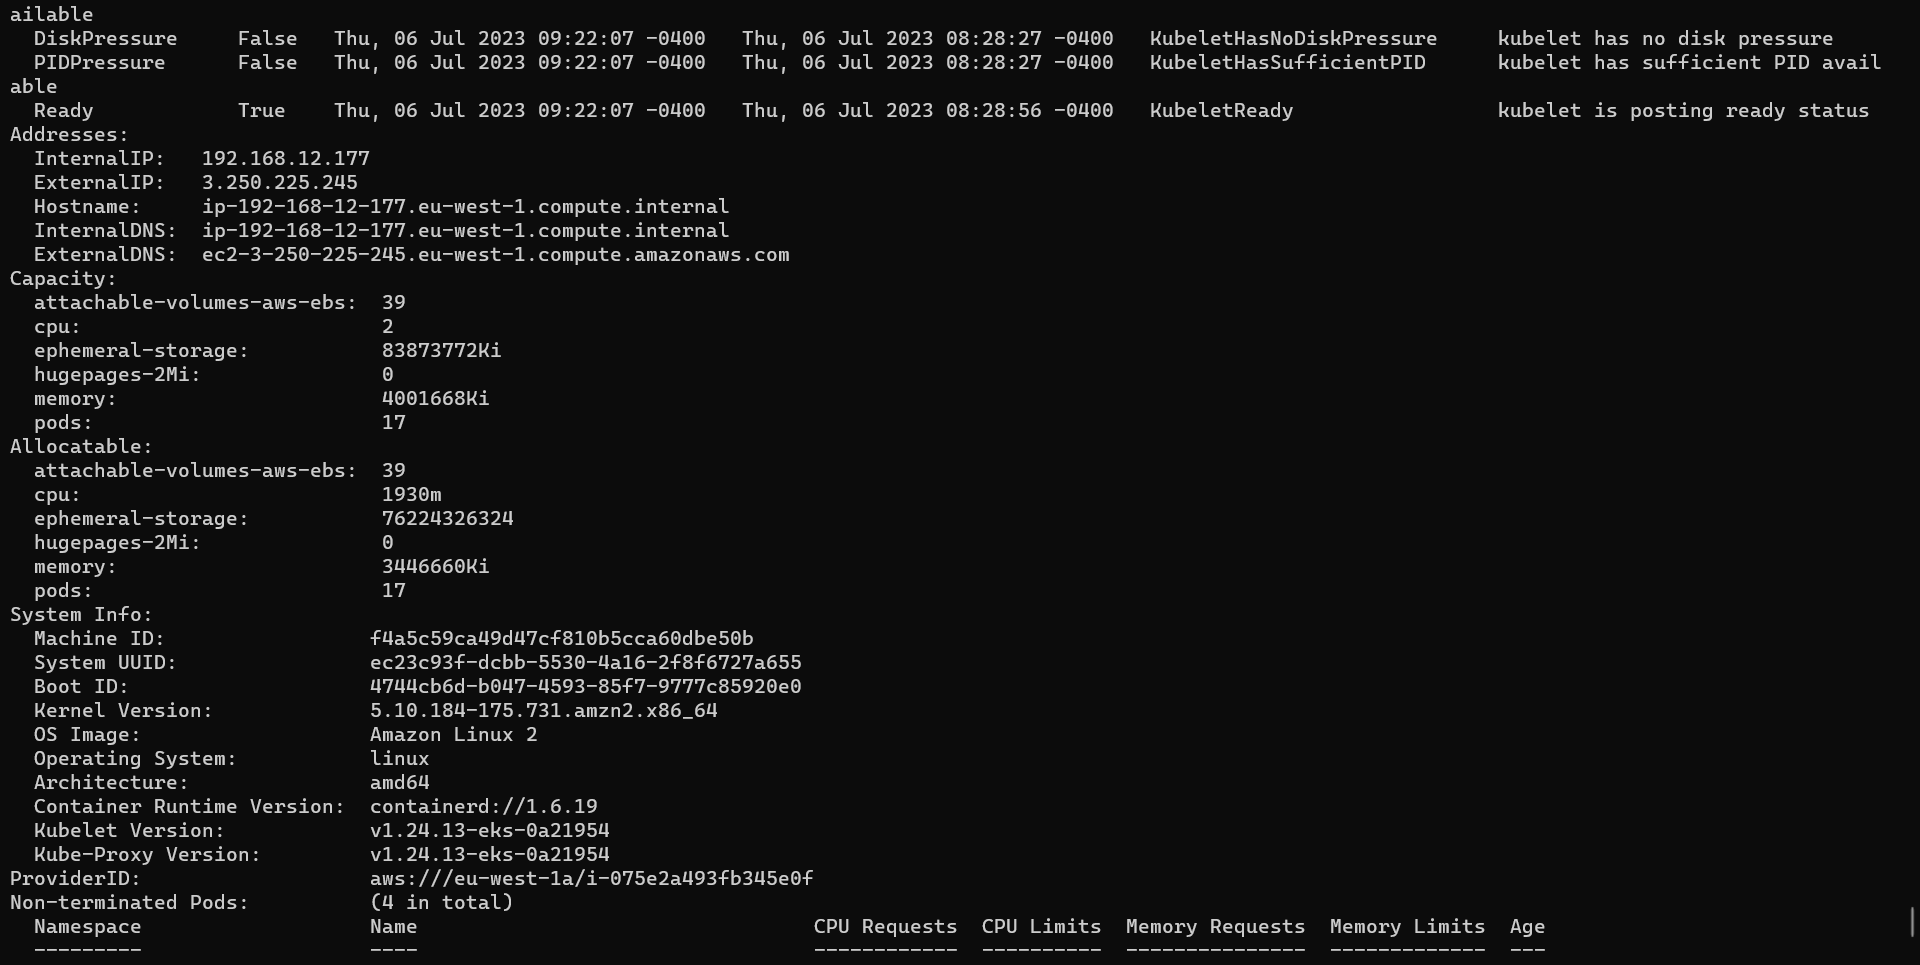 ailable
  DiskPressure     False   Thu, 06 Jul 2023 09:22:07 -0400   Thu, 06 Jul 2023 08:28:27 -0400   KubeletHasNoDiskPressure     kubelet has no disk pressure
  PIDPressure      False   Thu, 06 Jul 2023 09:22:07 -0400   Thu, 06 Jul 2023 08:28:27 -0400   KubeletHasSufficientPID      kubelet has sufficient PID avail
able
  Ready            True    Thu, 06 Jul 2023 09:22:07 -0400   Thu, 06 Jul 2023 08:28:56 -0400   KubeletReady                 kubelet is posting ready status
Addresses:
  InternalIP:   192.168.12.177
  ExternalIP:   3.250.225.245
  Hostname:     ip-192-168-12-177.eu-west-1.compute.internal
  InternalDNS:  ip-192-168-12-177.eu-west-1.compute.internal
  ExternalDNS:  ec2-3-250-225-245.eu-west-1.compute.amazonaws.com
Capacity:
  attachable-volumes-aws-ebs:  39
  cpu:                         2
  ephemeral-storage:           83873772Ki
  hugepages-2Mi:               0
  memory:                      4001668Ki
  pods:                        17
Allocatable:
  attachable-volumes-aws-ebs:  39
  cpu:                         1930m
  ephemeral-storage:           76224326324
  hugepages-2Mi:               0
  memory:                      3446660Ki
  pods:                        17
System Info:
  Machine ID:                 f4a5c59ca49d47cf810b5cca60dbe50b
  System UUID:                ec23c93f-dcbb-5530-4a16-2f8f6727a655
  Boot ID:                    4744cb6d-b047-4593-85f7-9777c85920e0
  Kernel Version:             5.10.184-175.731.amzn2.x86_64
  OS Image:                   Amazon Linux 2
  Operating System:           linux
  Architecture:               amd64
  Container Runtime Version:  containerd://1.6.19
  Kubelet Version:            v1.24.13-eks-0a21954
  Kube-Proxy Version:         v1.24.13-eks-0a21954
ProviderID:                   aws:///eu-west-1a/i-075e2a493fb345e0f
Non-terminated Pods:          (4 in total)
  Namespace                   Name                                 CPU Requests  CPU Limits  Memory Requests  Memory Limits  Age
  ---------                   ----                                 ------------  ----------  ---------------  -------------  ---